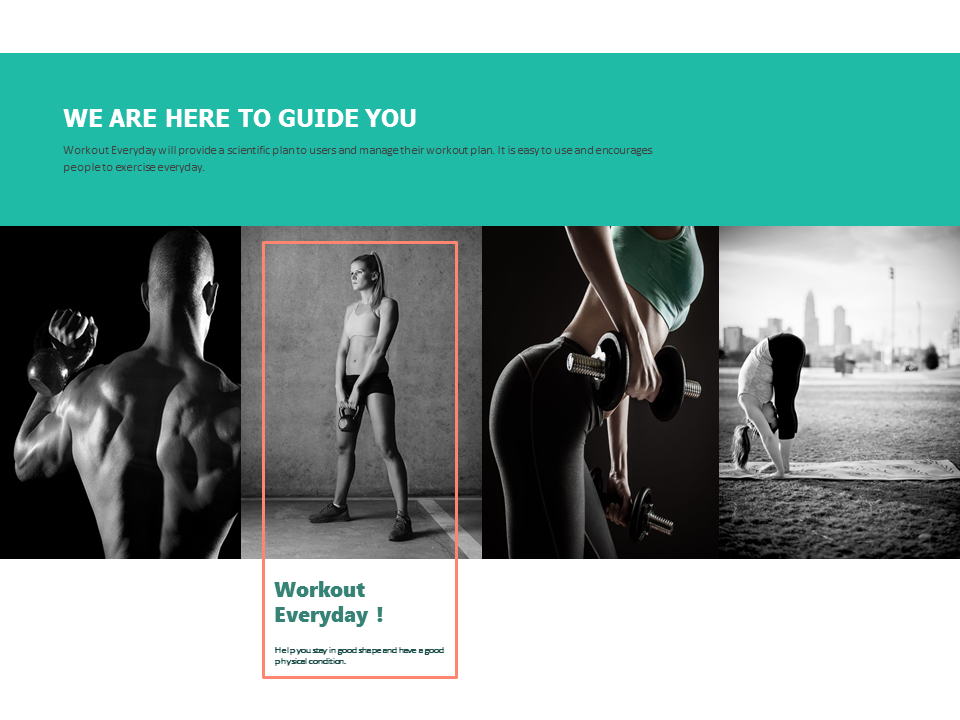 WE ARE HERE TO GUIDE YOU
Workout Everyday will provide a scientific plan to users and manage their workout plan. It is easy to use and encourages
people to exercise everyday.
Workout
Everyday !
Help you stay in good shape and have a good
physical condition.